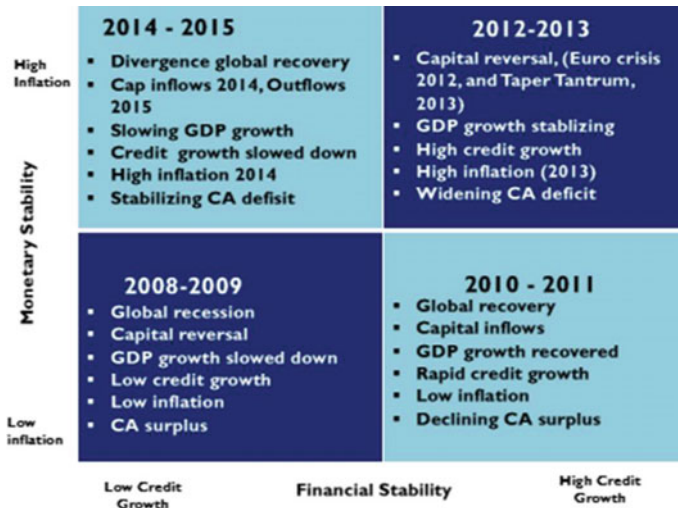 2014 - 2015
▪ Divergence global recovery
▪ Cap inflows 2014, Outflows
2015
▪ Slowing GDP growth
▪ Credit growth slowed down
▪ High inflation 2014
▪ Stabilizing CA defisit
2012-2013
▪ Capital reversal, (Euro crisis
2012, and Taper Tantrum,
2013)
▪ GDP growth stablizing
▪ High credit growth
▪ High inflation (2013)
▪ Widening CA deficit
High
Inflation
Monetary Stability
Low
inflation
2008-2009
▪ Global recession
▪ Capital reversal
▪ GDP growth slowed down
▪ Low credit growth
▪ Low inflation
▪ CA surplus
2010 - 2011
▪ Global recovery
▪ Capital inflows
▪ GDP growth recovered
▪ Rapid credit growth
▪ Low inflation
▪ Declining CA surplus
Low Credit
Growth
Financial Stability
High Credit
Growth